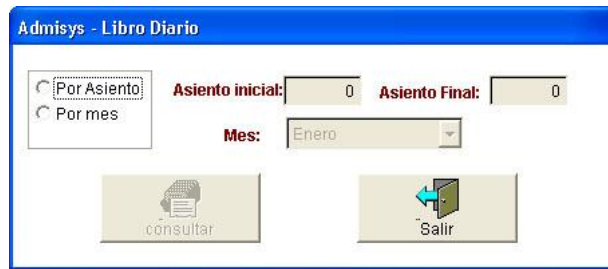 Admisys - Libro Diario
Por Asiento
Por mes
Asiento inicial: 0 Asiento Final: 0
Mes: Enero
consultar
Salir